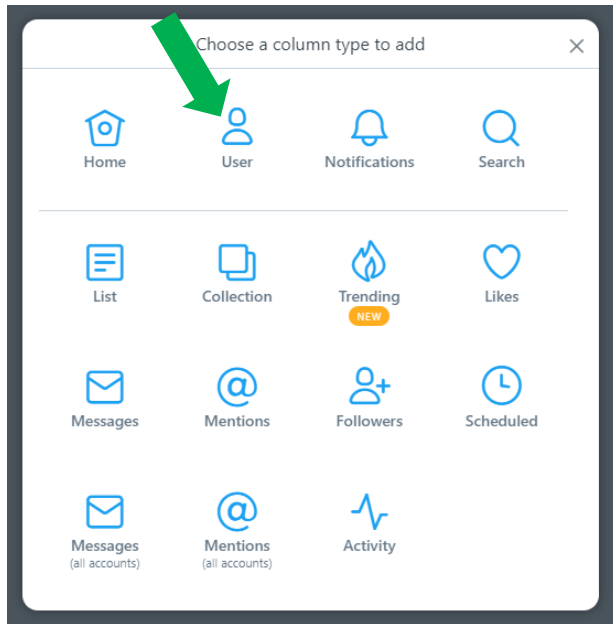 Choose a column type to add
Home User Notifications Search
List Collection Trending Likes
NEW
Messages Mentions Followers Scheduled
Messages Mentions Activity
(all accounts) (all accounts)